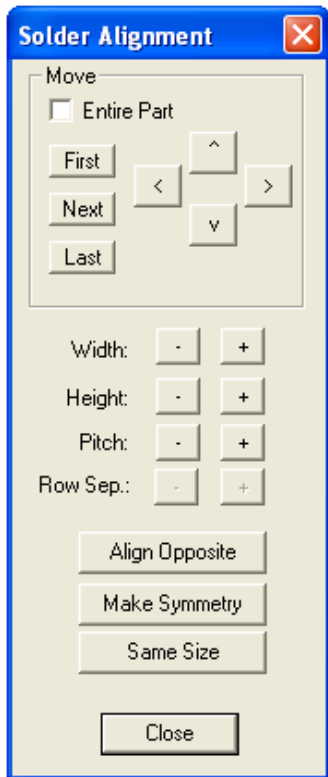 Solder Alignment
Move
Entire Part
First
^
<
>
Next
v
Last
Width: - +
Height: - +
Pitch: - +
Row Sep.: - +
Align Opposite
Make Symmetry
Same Size
Close